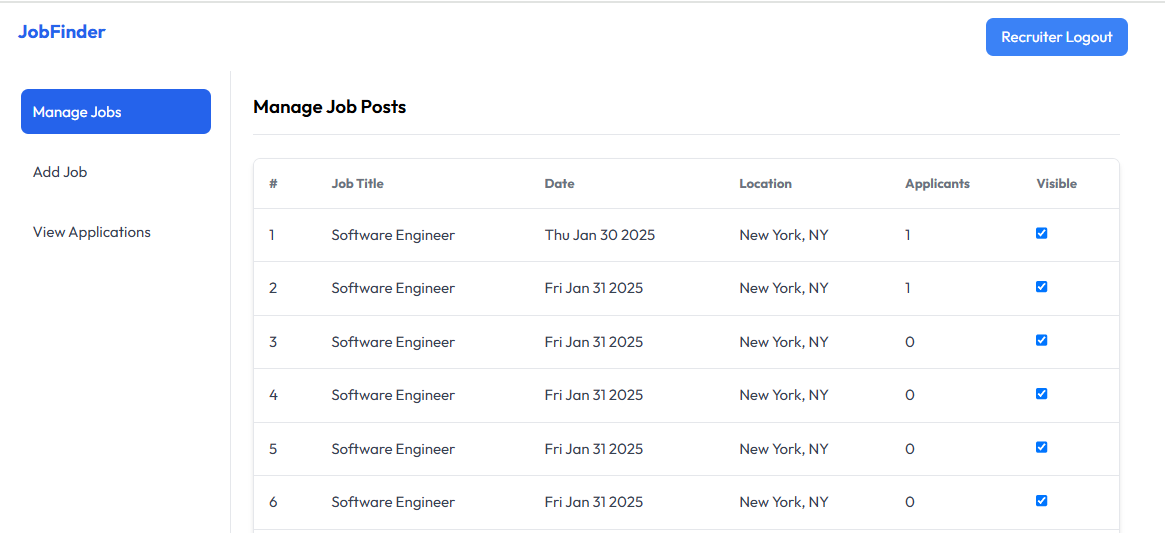 JobFinder
Recruiter Logout
Manage Jobs
Add Job
View Applications
Manage Job Posts
# Job Title Date Location Applicants Visible
1 Software Engineer Thu Jan 30 2025 New York, NY 1
2 Software Engineer Fri Jan 31 2025 New York, NY 1
3 Software Engineer Fri Jan 31 2025 New York, NY 0
4 Software Engineer Fri Jan 31 2025 New York, NY 0
5 Software Engineer Fri Jan 31 2025 New York, NY 0
6 Software Engineer Fri Jan 31 2025 New York, NY 0